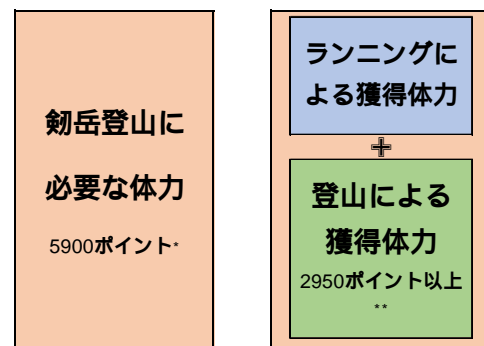 剱岳登山に
必要な体力
5900ポイント*
ランニングに
よる獲得体力
+
登山による
獲得体力
2950ポイント以上
**